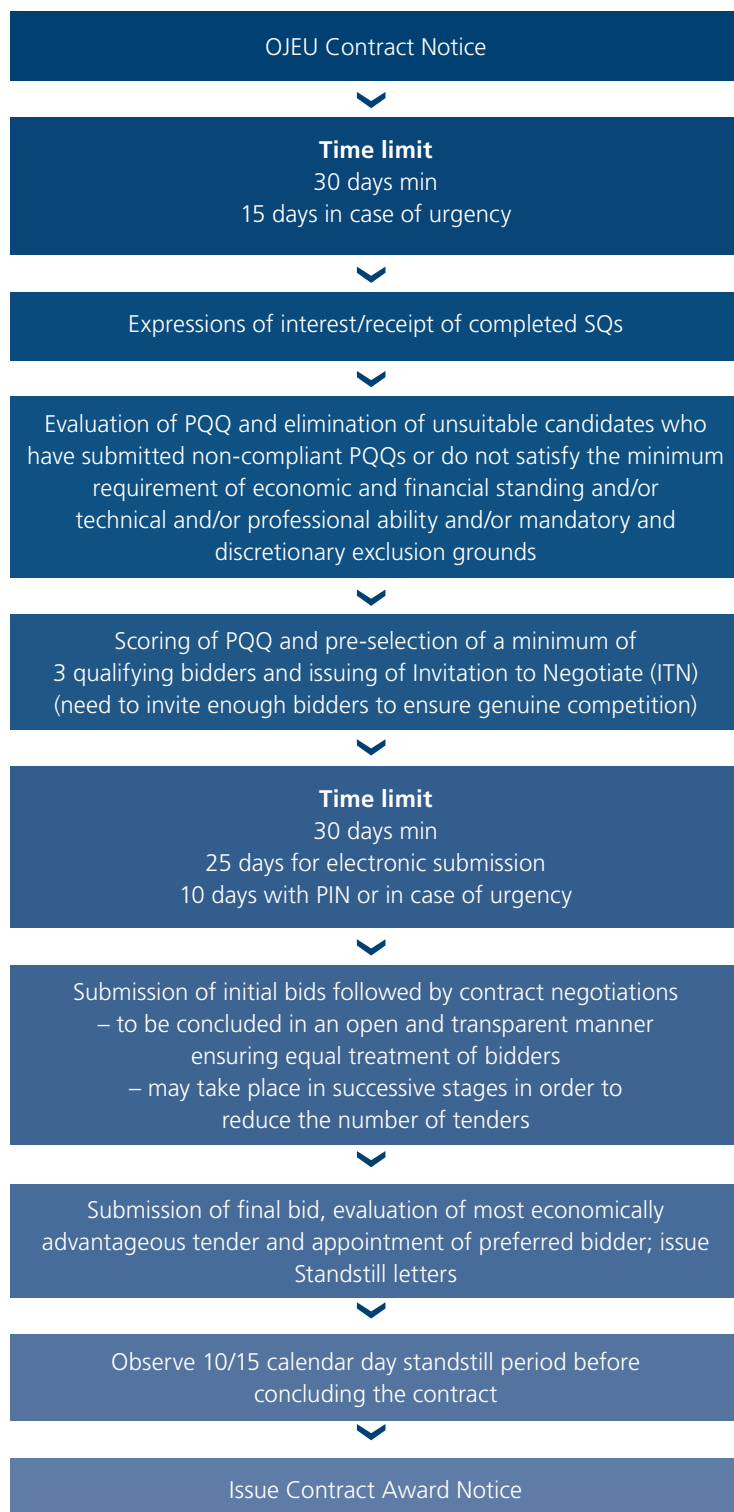 OJEU Contract Notice
Time limit
30 days min
15 days in case of urgency
Expressions of interest/receipt of completed SQs
Evaluation of PQQ and elimination of unsuitable candidates who
have submitted non-compliant PQQs or do not satisfy the minimum
requirement of economic and financial standing and/or
technical and/or professional ability and/or mandatory and
discretionary exclusion grounds
Scoring of PQQ and pre-selection of a minimum of
3 qualifying bidders and issuing of Invitation to Negotiate (ITN)
(need to invite enough bidders to ensure genuine competition)
Time limit
30 days min
25 days for electronic submission
10 days with PIN or in case of urgency
Submission of initial bids followed by contract negotiations
– to be concluded in an open and transparent manner
ensuring equal treatment of bidders
– may take place in successive stages in order to
reduce the number of tenders
Submission of final bid, evaluation of most economically
advantageous tender and appointment of preferred bidder; issue
Standstill letters
Observe 10/15 calendar day standstill period before
concluding the contract
Issue Contract Award Notice